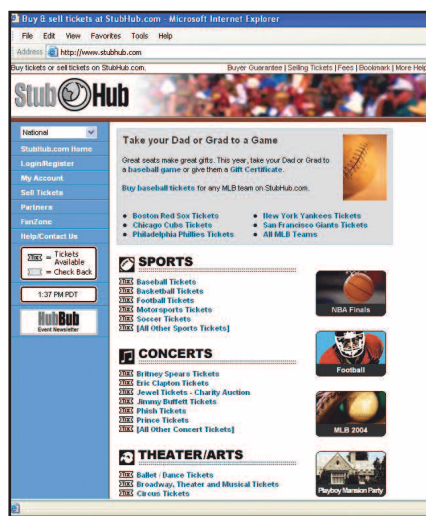 Buy & sell tickets at StubHub.com - Microsoft Internet Explorer
File Edit View Favorites Tools Help
Address http://www.stubhub.com
Buy tickets or sell tickets on StubHub.com.
Buyer Guarantee | Selling Tickets | Fees | Bookmark | More Help
StubHub
National
StubHub.com Home
Login/Register
My Account
Sell Tickets
Partners
FanZone
Help/Contact Us
= Tickets
Available
= Check Back
1:37 PM PDT
HubBub
Event Newsletter
Take your Dad or Grad to a Game
Great seats make great gifts. This year, take your Dad or Grad to
a baseball game or give them a Gift Certificate.
Buy baseball tickets for any MLB team on StubHub.com.
Boston Red Sox Tickets
Chicago Cubs Tickets
Philadelphia Phillies Tickets
New York Yankees Tickets
San Francisco Giants Tickets
All MLB Teams
SPORTS
Baseball Tickets
Basketball Tickets
Football Tickets
Motorsports Tickets
Soccer Tickets
[All Other Sports Tickets]
CONCERTS
Britney Spears Tickets
Eric Clapton Tickets
Jewel Tickets - Charity Auction
Jimmy Buffett Tickets
Phish Tickets
Prince Tickets
[All Other Concert Tickets]
THEATER/ARTS
Ballet / Dance Tickets
Broadway, Theater and Musical Tickets
Circus Tickets
NBA Finals
Football
MLB 2004
Playboy Mansion Party